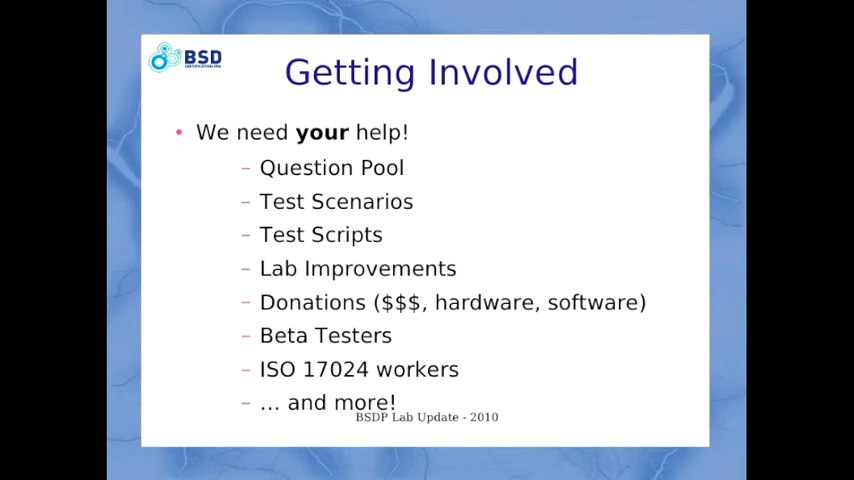 BSD
Getting Involved
• We need your help!
– Question Pool
– Test Scenarios
– Test Scripts
– Lab Improvements
– Donations ($$$, hardware, software)
– Beta Testers
– ISO 17024 workers
– ... and more!
BSDP Lab Update - 2010